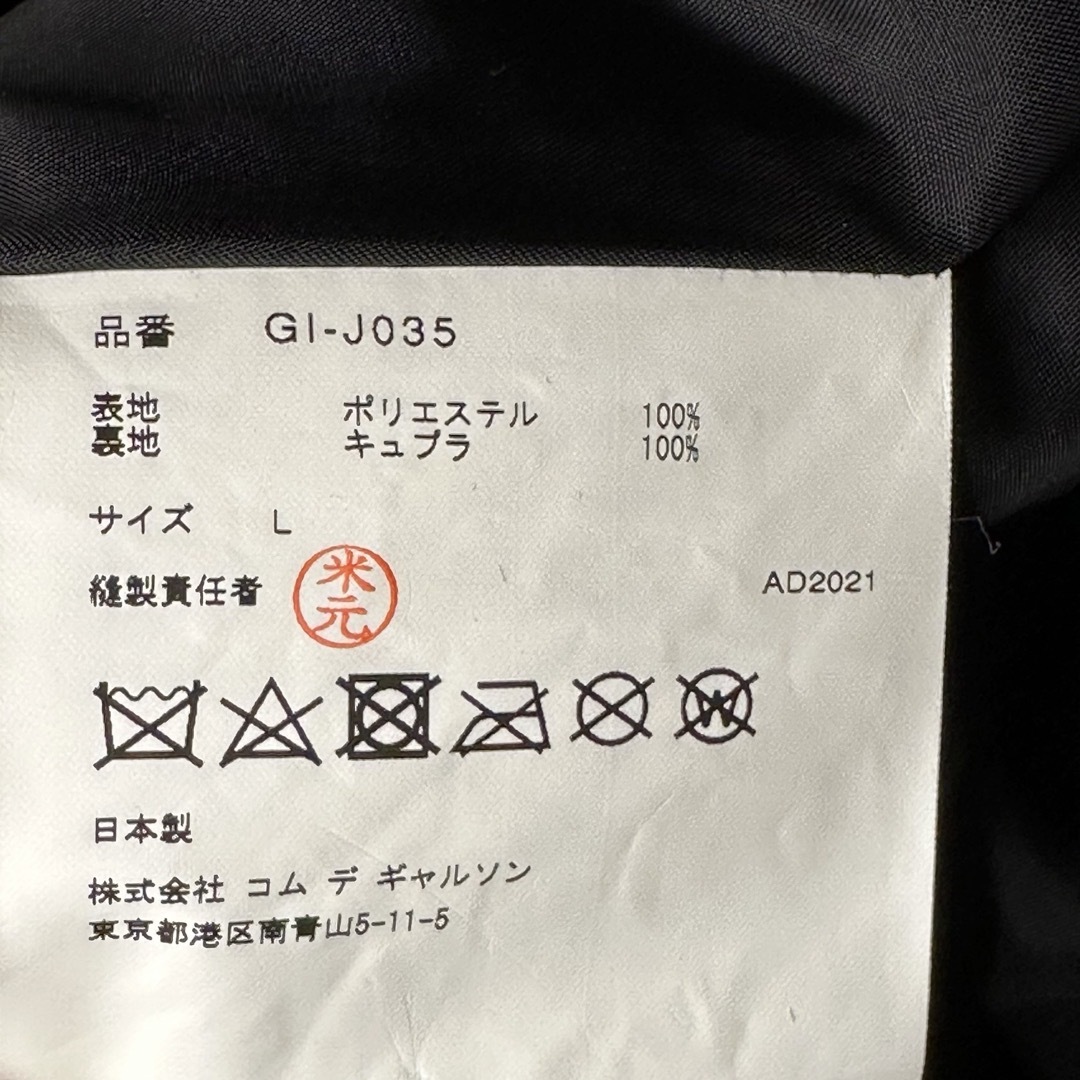 品番 GI-J035
表地 ポリエステル 100%
裏地 キュプラ 100%
サイズ L
縫製責任者 米元
AD2021
W
日本製
株式会社 コム デ ギャルソン
東京都港区南青山5-11-5